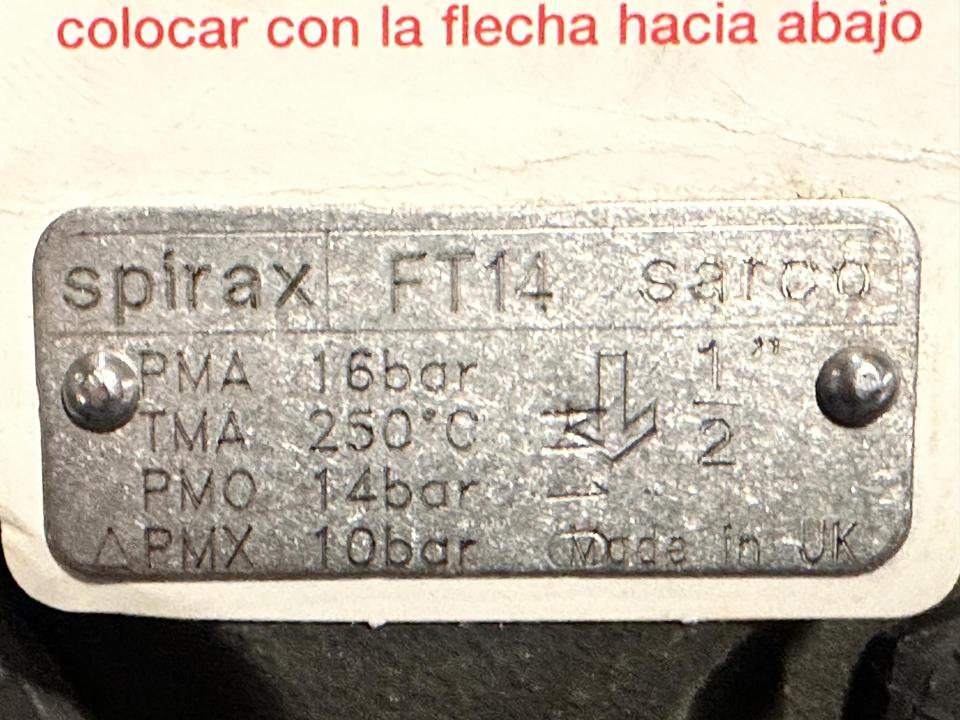 colocar con la flecha hacia abajo
spirax FT14 sarco
PMA 16bar 1/2"
TMA 250°C
PMO 14bar
△PMX 10bar Made in UK